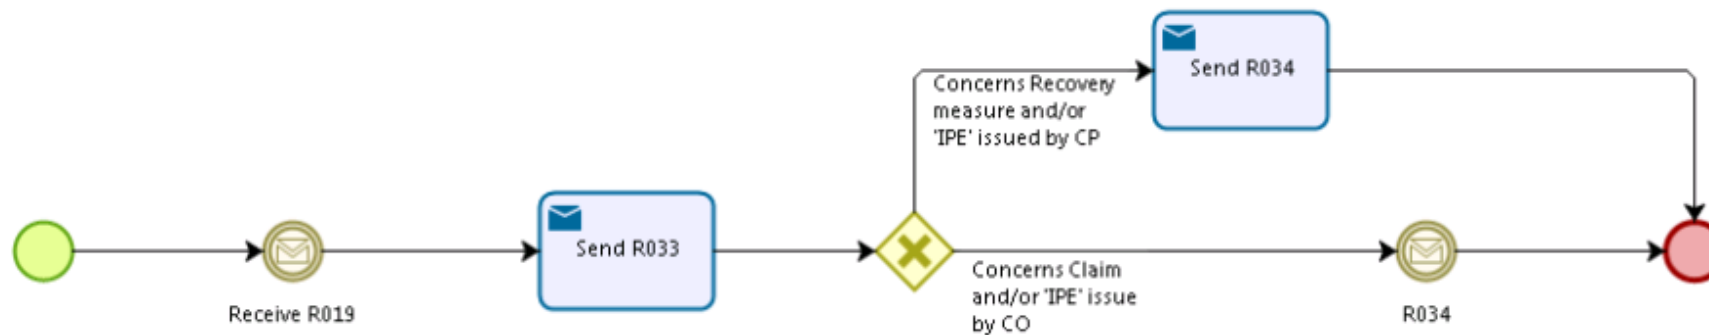 Send R034
Concerns Recovery
measure and/or
'IPE' issued by CP
Send R033
Receive R019
Concerns Claim
and/or 'IPE' issue
by CO
R034